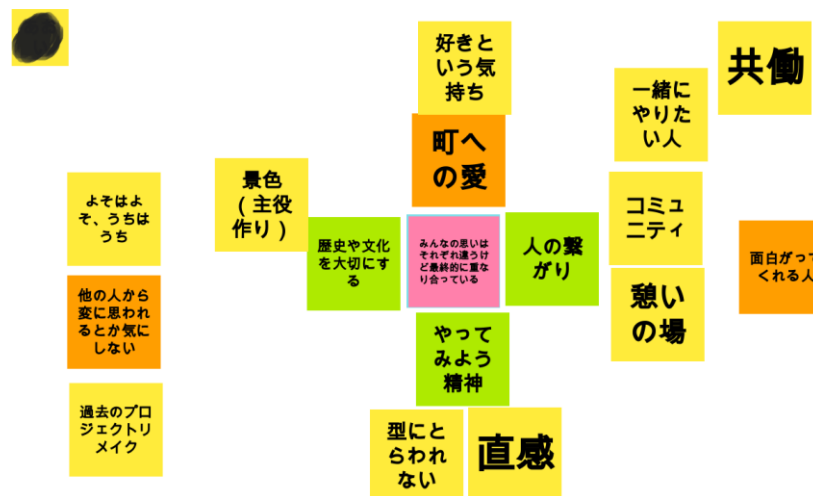 好きと
いう気
持ち
共働
一緒に
やりた
い人
町へ
の愛
景色
（主役
作り）
よそはよ
そ、うちは
うち
コミュ
ニティ
歴史や文化
を大切にす
る
みんなの思いは
それぞれ違うけ
ど最終的に重な
り合っている
人の繋
がり
面白がって
くれる人
他の人から
変に思われ
るとか気に
しない
憩い
の場
やって
みよう
精神
過去のプロ
ジェクトリ
メイク
型にと
らわれ
ない
直感